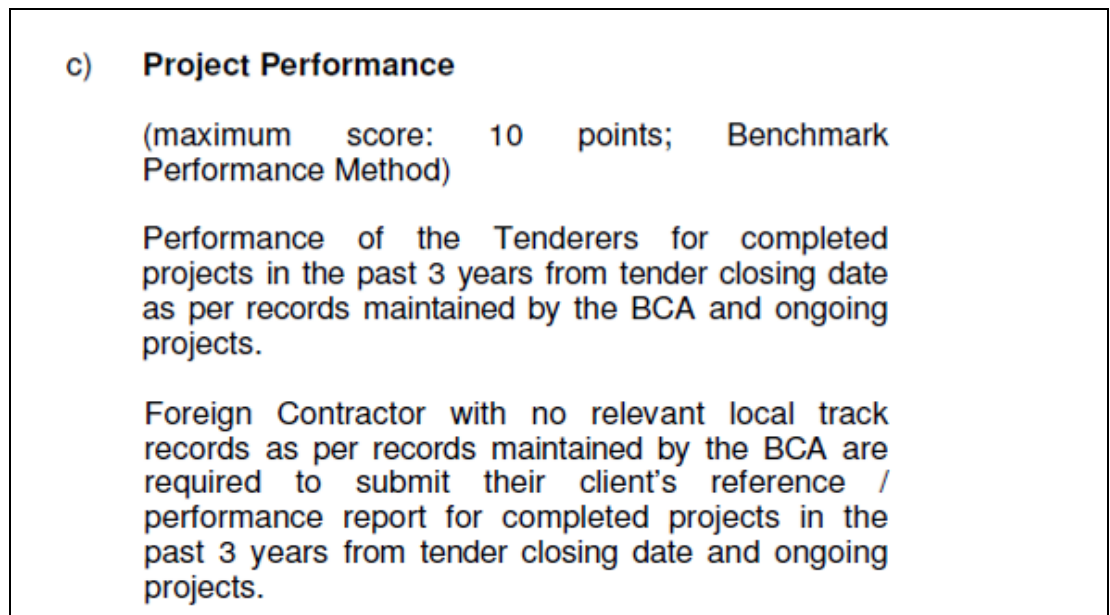 c) Project Performance
(maximum score: 10 points; Benchmark
Performance Method)
Performance of the Tenderers for completed
projects in the past 3 years from tender closing date
as per records maintained by the BCA and ongoing
projects.
Foreign Contractor with no relevant local track
records as per records maintained by the BCA are
required to submit their client's reference /
performance report for completed projects in the
past 3 years from tender closing date and ongoing
projects.